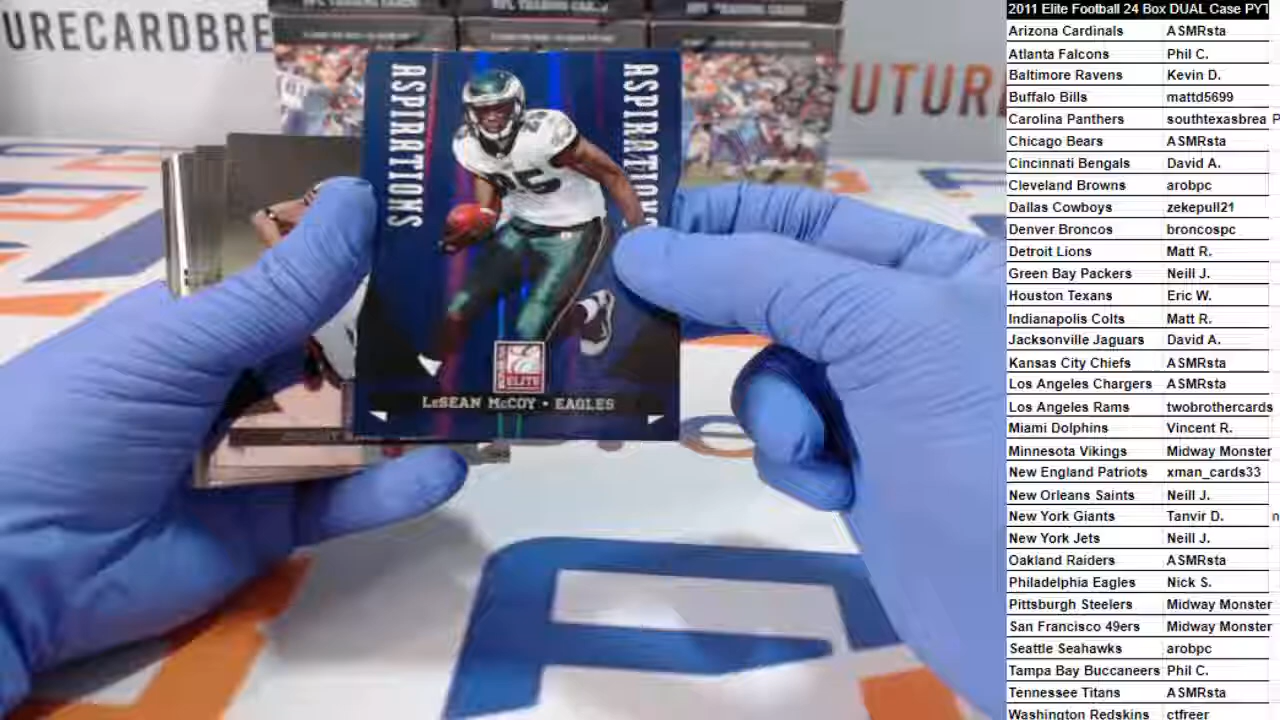 URECARDBRE
FUTURE
ASPIRATIONS
ASPIRATIONS
ELITE
LeSEAN McCOY • EAGLES
2011 Elite Football 24 Box DUAL Case PYT
Arizona Cardinals ASMRsta
Atlanta Falcons Phil C.
Baltimore Ravens Kevin D.
Buffalo Bills mattd5699
Carolina Panthers southtexasbrea P
Chicago Bears ASMRsta
Cincinnati Bengals David A.
Cleveland Browns arobpc
Dallas Cowboys zekepull21
Denver Broncos broncospc
Detroit Lions Matt R.
Green Bay Packers Neill J.
Houston Texans Eric W.
Indianapolis Colts Matt R.
Jacksonville Jaguars David A.
Kansas City Chiefs ASMRsta
Los Angeles Chargers ASMRsta
Los Angeles Rams twobrothercards
Miami Dolphins Vincent R.
Minnesota Vikings Midway Monster
New England Patriots xman_cards33
New Orleans Saints Neill J.
New York Giants Tanvir D. n
New York Jets Neill J.
Oakland Raiders ASMRsta
Philadelphia Eagles Nick S.
Pittsburgh Steelers Midway Monster
San Francisco 49ers Midway Monster
Seattle Seahawks arobpc
Tampa Bay Buccaneers Phil C.
Tennessee Titans ASMRsta
Washington Redskins ctfreer